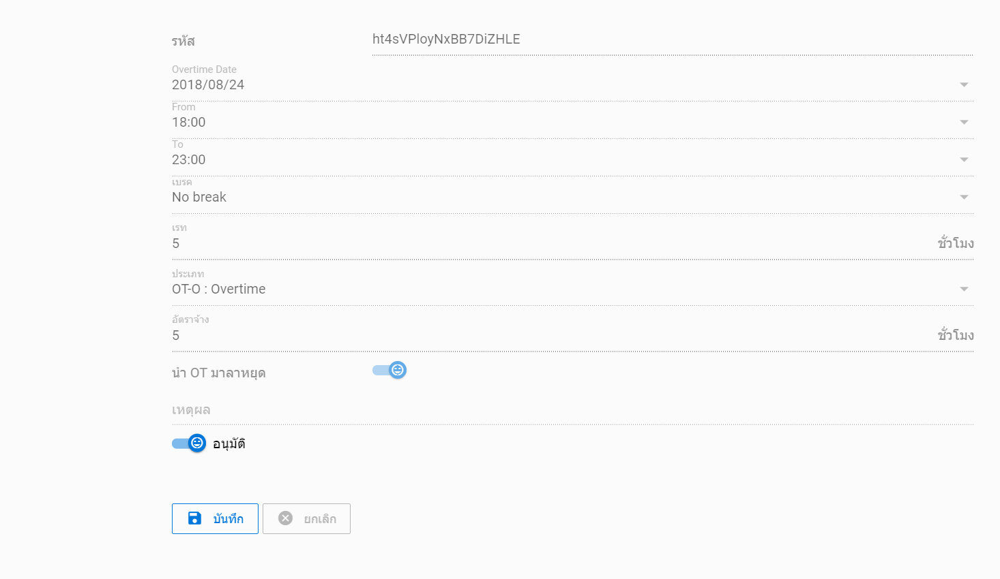 รหัส ht4sVPloyNxBB7DiZHLE
Overtime Date
2018/08/24
From
18:00
To
23:00
เบรค
No break
เรท
5 ชั่วโมง
ประเภท
OT-O : Overtime
อัตราจ้าง
5 ชั่วโมง
นำ OT มาลาหยุด
เหตุผล
อนุมัติ
บันทึก ยกเลิก